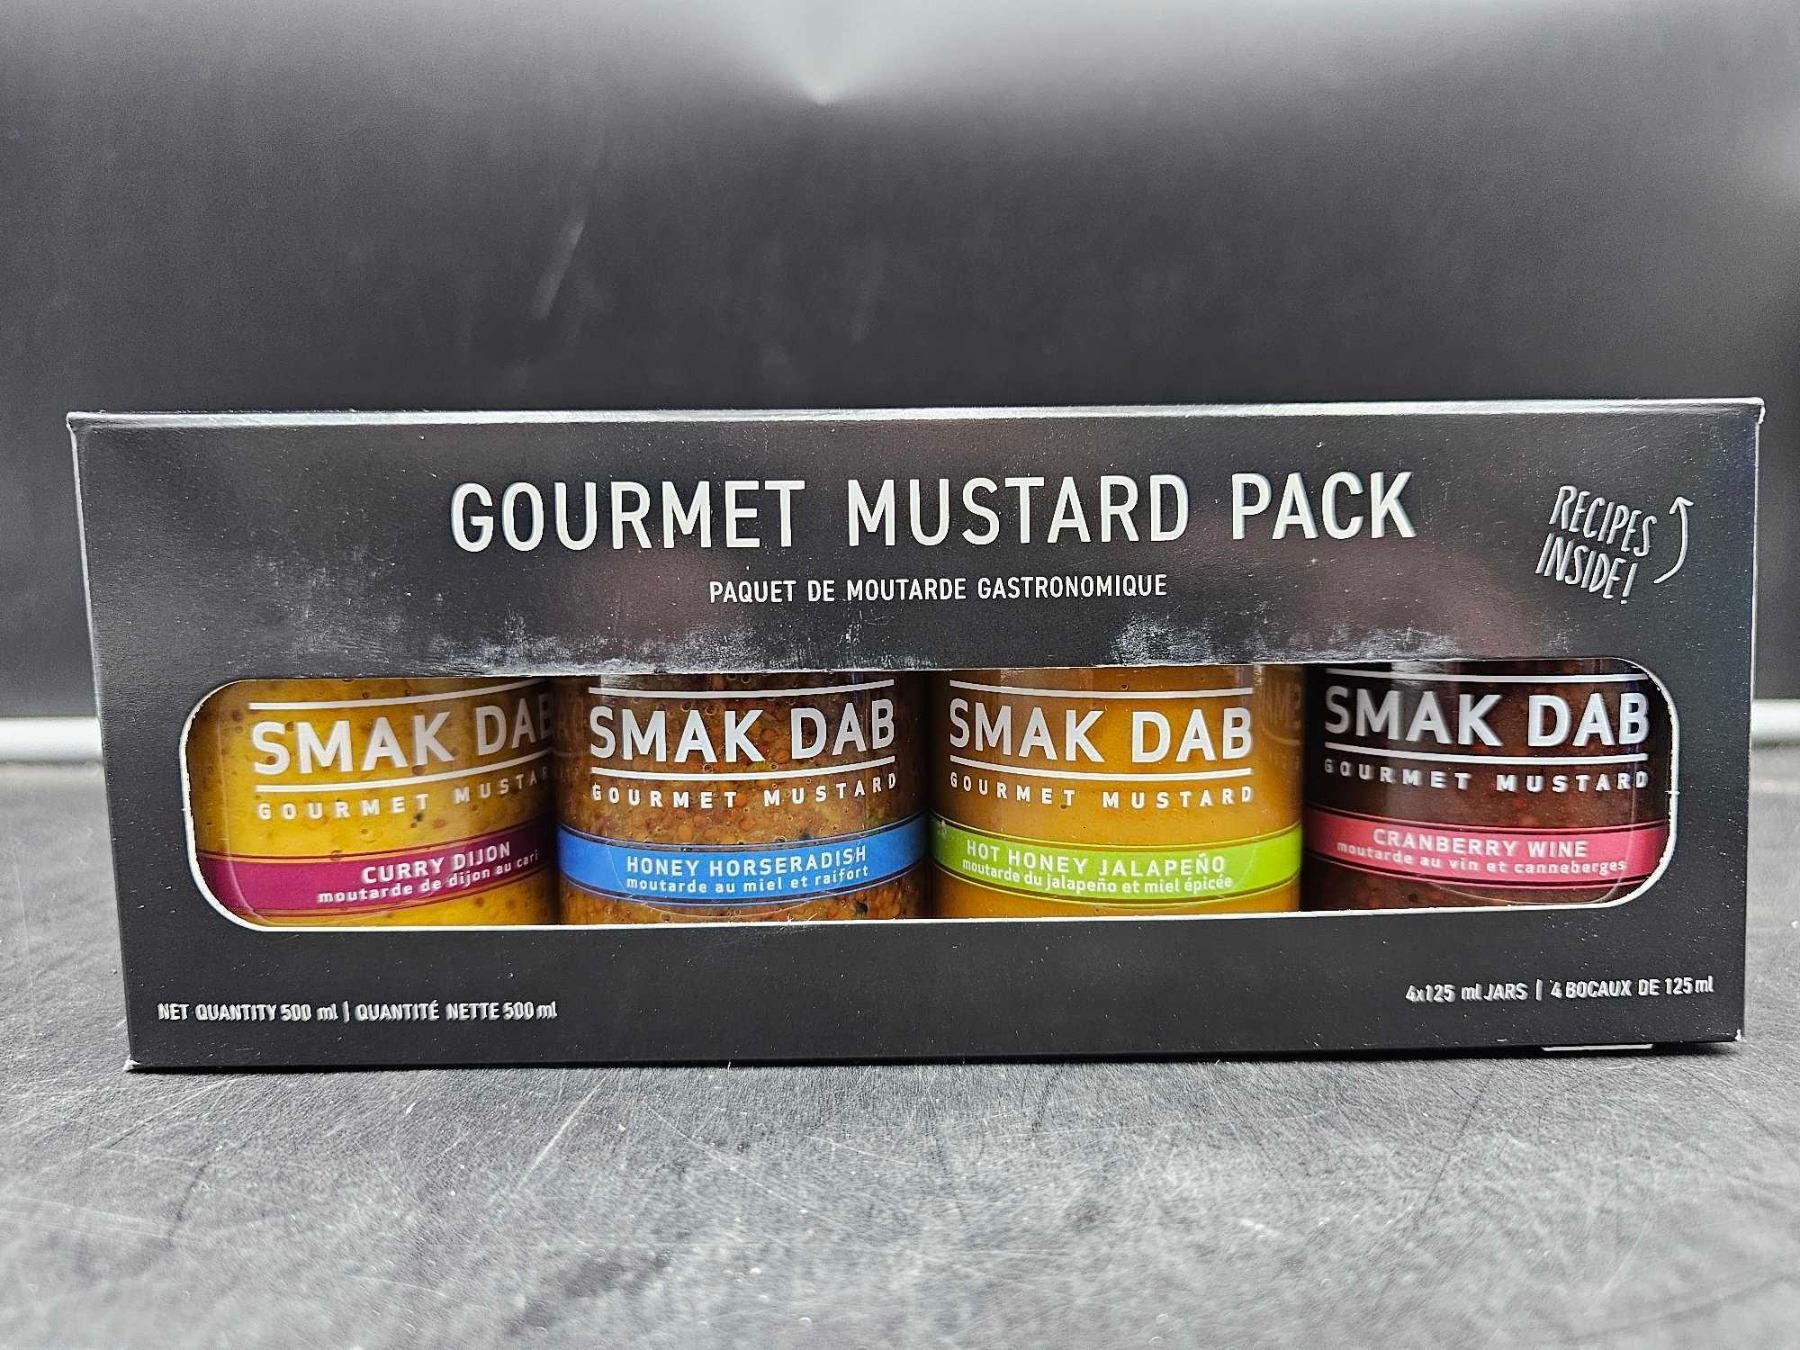 GOURMET MUSTARD PACK
PAQUET DE MOUTARDE GASTRONOMIQUE
RECIPES
INSIDE!
SMAK DAB
GOURMET MUSTAR
CURRY DIJON
moutarde de dijon au cari
SMAK DAB
GOURMET MUSTARD
HONEY HORSERADISH
moutarde au miel et raifort
SMAK DAB
GOURMET MUSTARD
HOT HONEY JALAPEÑO
moutarde du jalapeño et miel épicée
SMAK DAB
GOURMET MUSTARD
CRANBERRY WINE
moutarde au vin et canneberges
NET QUANTITY 500 ml | QUANTITÉ NETTE 500 ml
4x125 ml JARS | 4 BOCAUX DE 125 ml